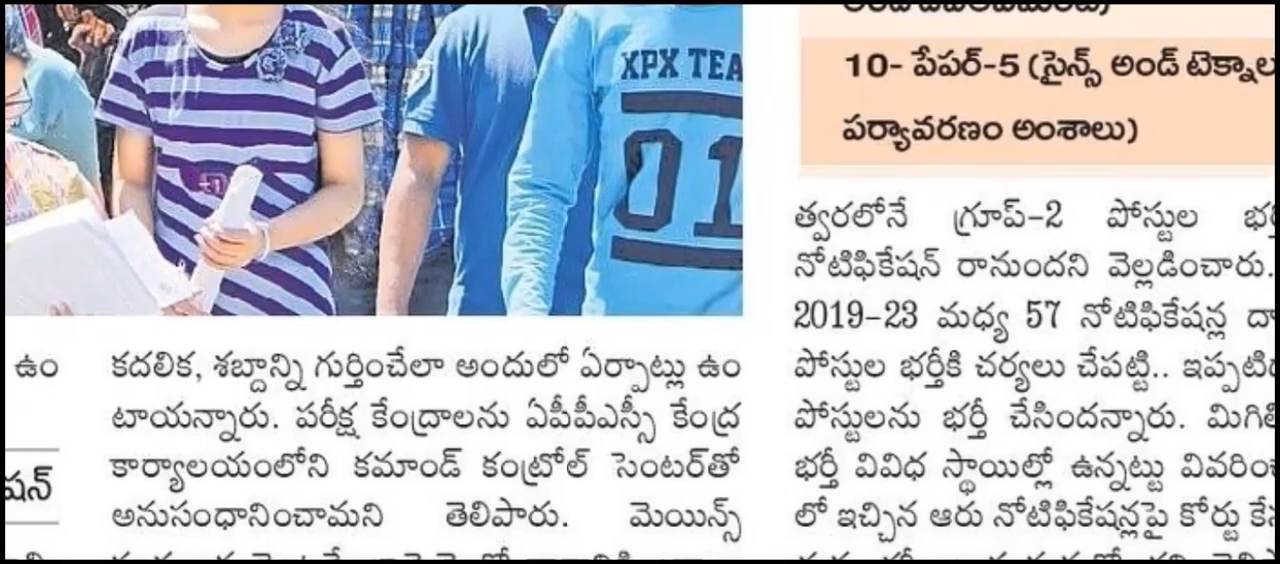 XPX TEA
01
ఉం
షన్
కదలిక, శబ్దాన్ని గుర్తించేలా అందులో ఏర్పాట్లు ఉం
టాయన్నారు. పరీక్ష కేంద్రాలను ఏపీపీఎస్సీ కేంద్ర
కార్యాలయంలోని కమాండ్ కంట్రోల్ సెంటర్‌తో
అనుసంధానించామని తెలిపారు. మెయిన్స్
10- పేపర్-5 (సైన్స్ అండ్ టెక్నాల
పర్యావరణం అంశాలు)
త్వరలోనే గ్రూప్-2 పోస్టుల భర్తీ
నోటిఫికేషన్ రానుందని వెల్లడించారు.
2019-23 మధ్య 57 నోటిఫికేషన్ల ద్వా
పోస్టుల భర్తీకి చర్యలు చేపట్టి.. ఇప్పటిద
పోస్టులను భర్తీ చేసిందన్నారు. మిగిలి
భర్తీ వివిధ స్థాయిల్లో ఉన్నట్టు వివరించ
లో ఇచ్చిన ఆరు నోటిఫికేషన్లపై కోర్టు కేసు